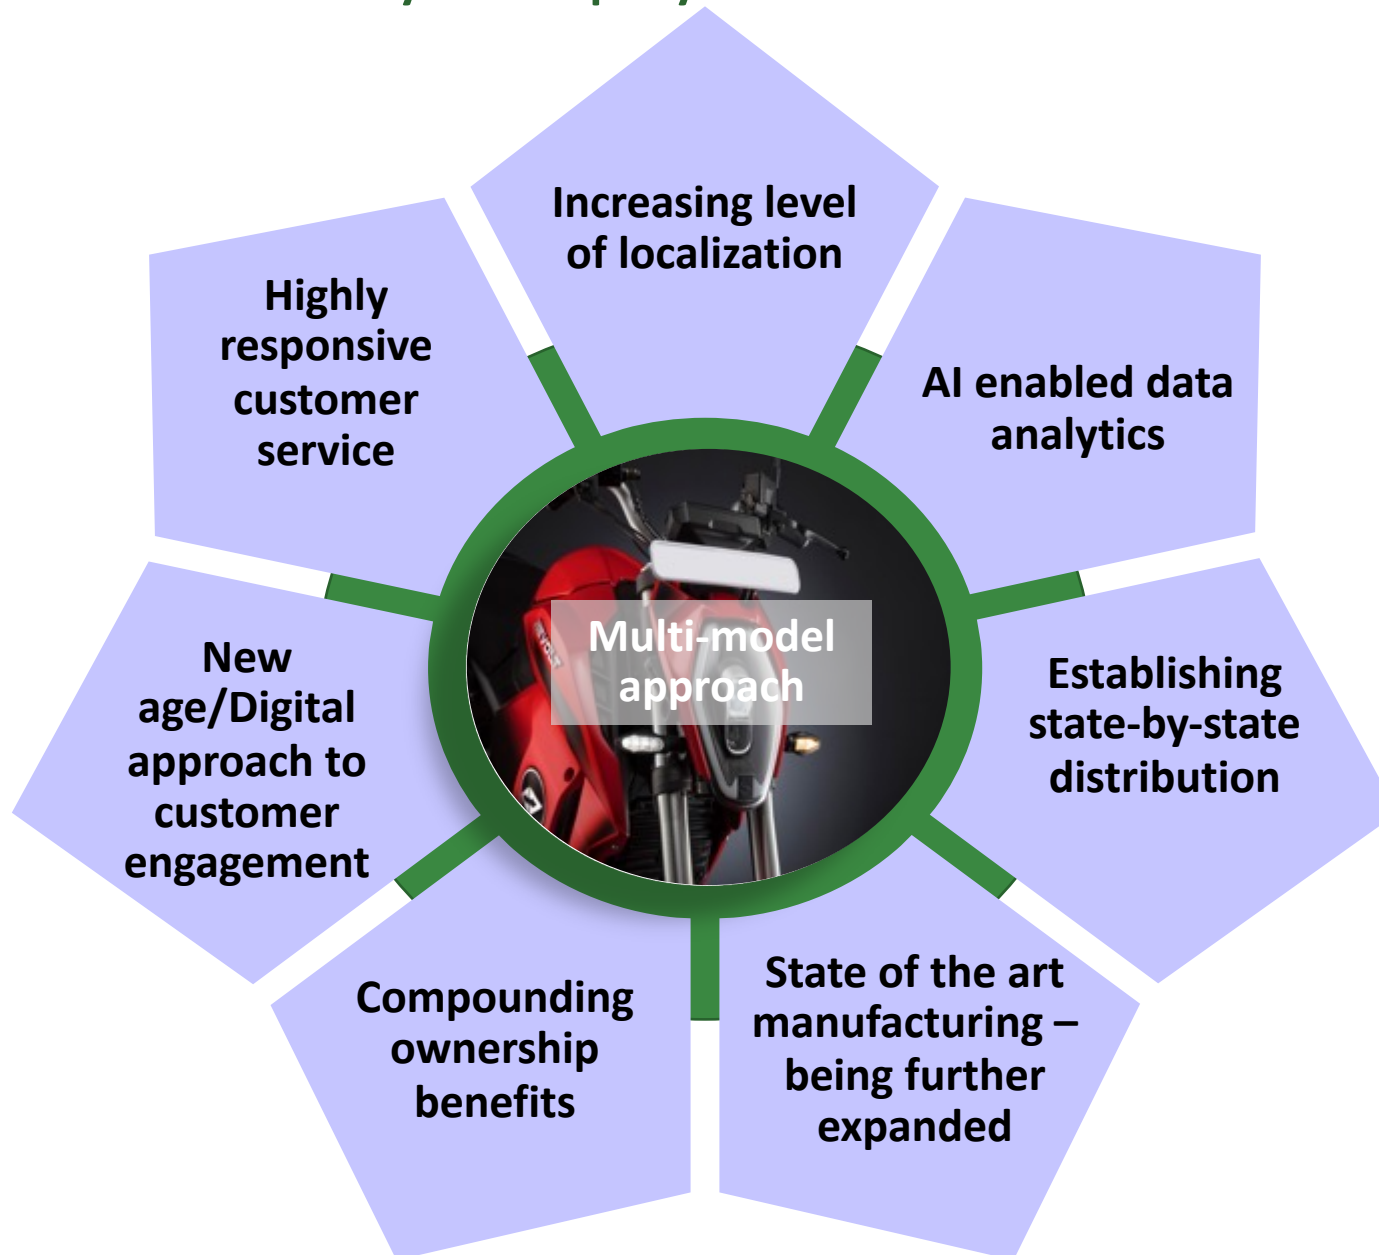 Increasing level
of localization
AI enabled data
analytics
Establishing
state-by-state
distribution
State of the art
manufacturing –
being further
expanded
Compounding
ownership
benefits
New
age/Digital
approach to
customer
engagement
Highly
responsive
customer
service
Multi-model
approach
REVOLT